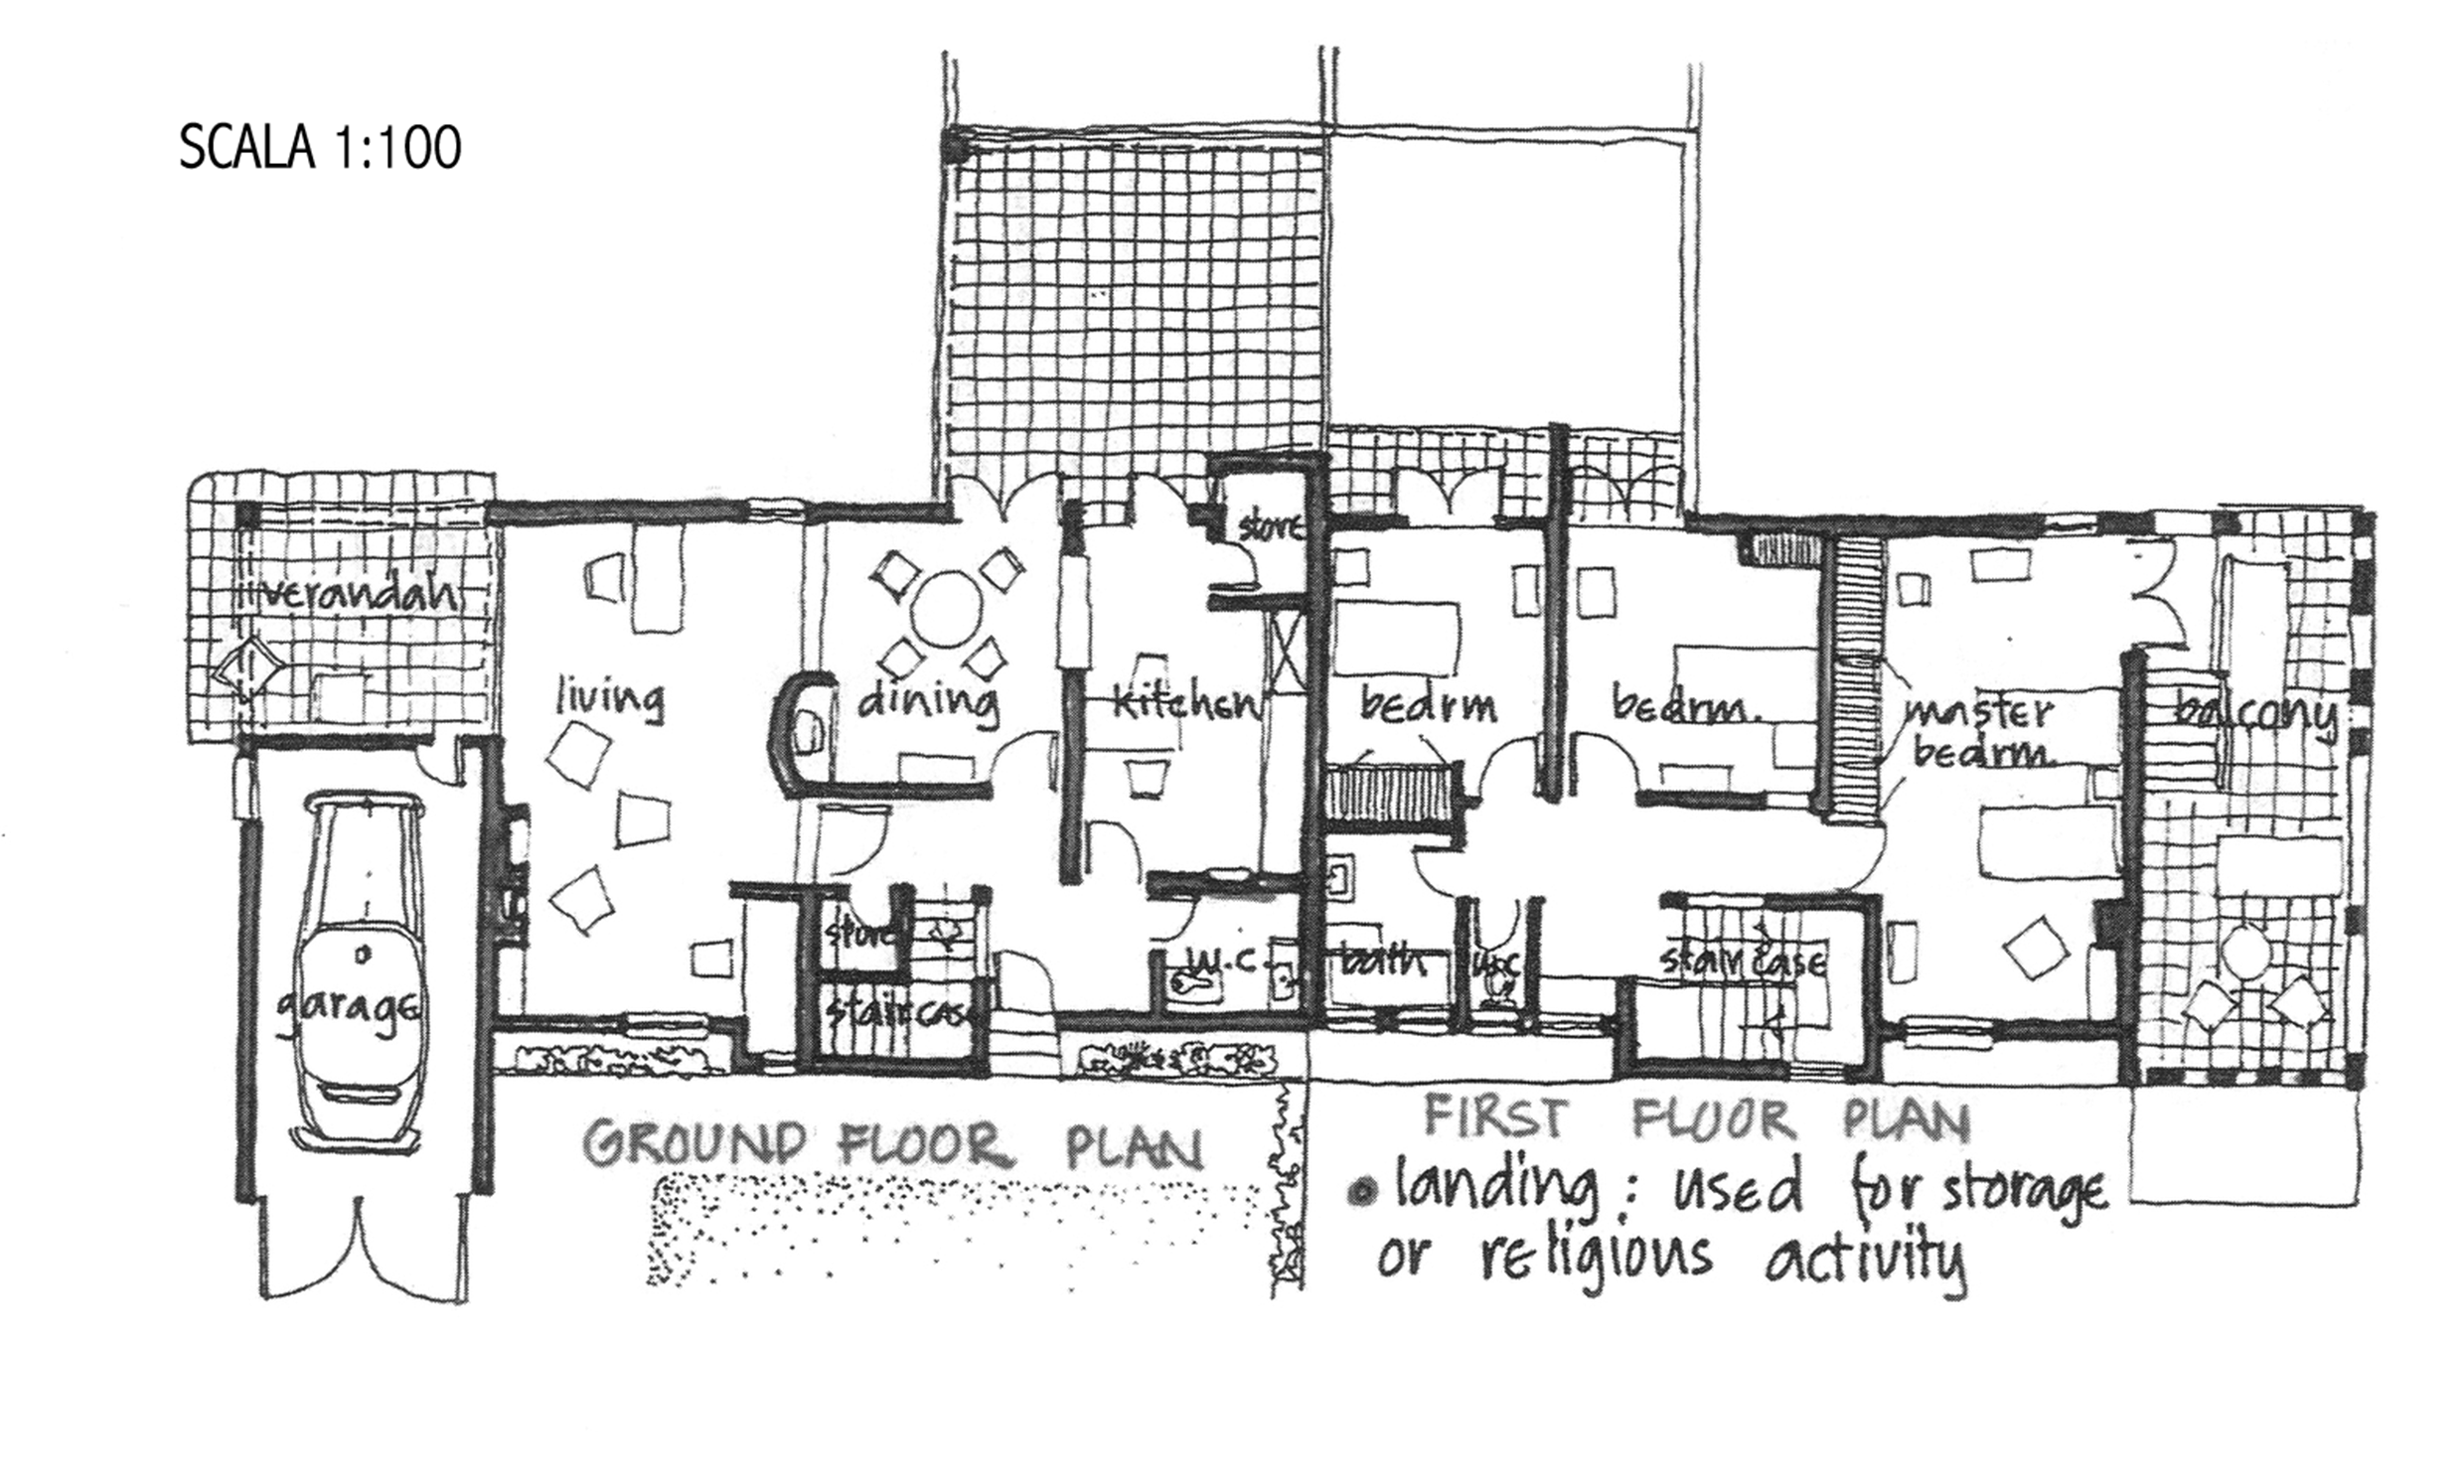 SCALA 1:100
verandah
living
dining
kitchen
store
bedrm
bedrm.
master
bedrm.
balcony
garage
store
staircase
w.c.
bath
w.c
staircase
GROUND FLOOR PLAN
FIRST FLOOR PLAN
landing : used for storage
or religious activity